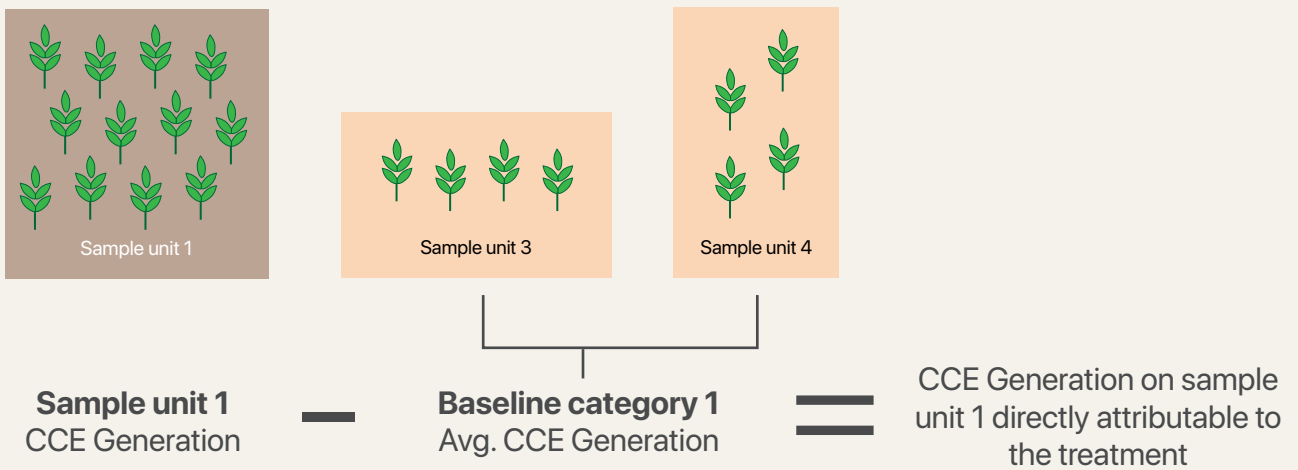 Sample unit 1
Sample unit 3
Sample unit 4
Sample unit 1
CCE Generation
Baseline category 1
Avg. CCE Generation
CCE Generation on sample
unit 1 directly attributable to
the treatment